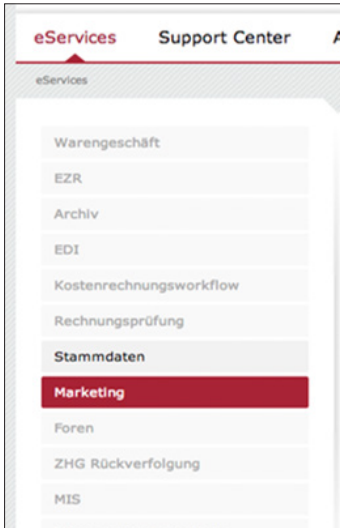 eServices Support Center
eServices
Warengeschäft
EZR
Archiv
EDI
Kostenrechnungsworkflow
Rechnungsprüfung
Stammdaten
Marketing
Foren
ZHG Rückverfolgung
MIS